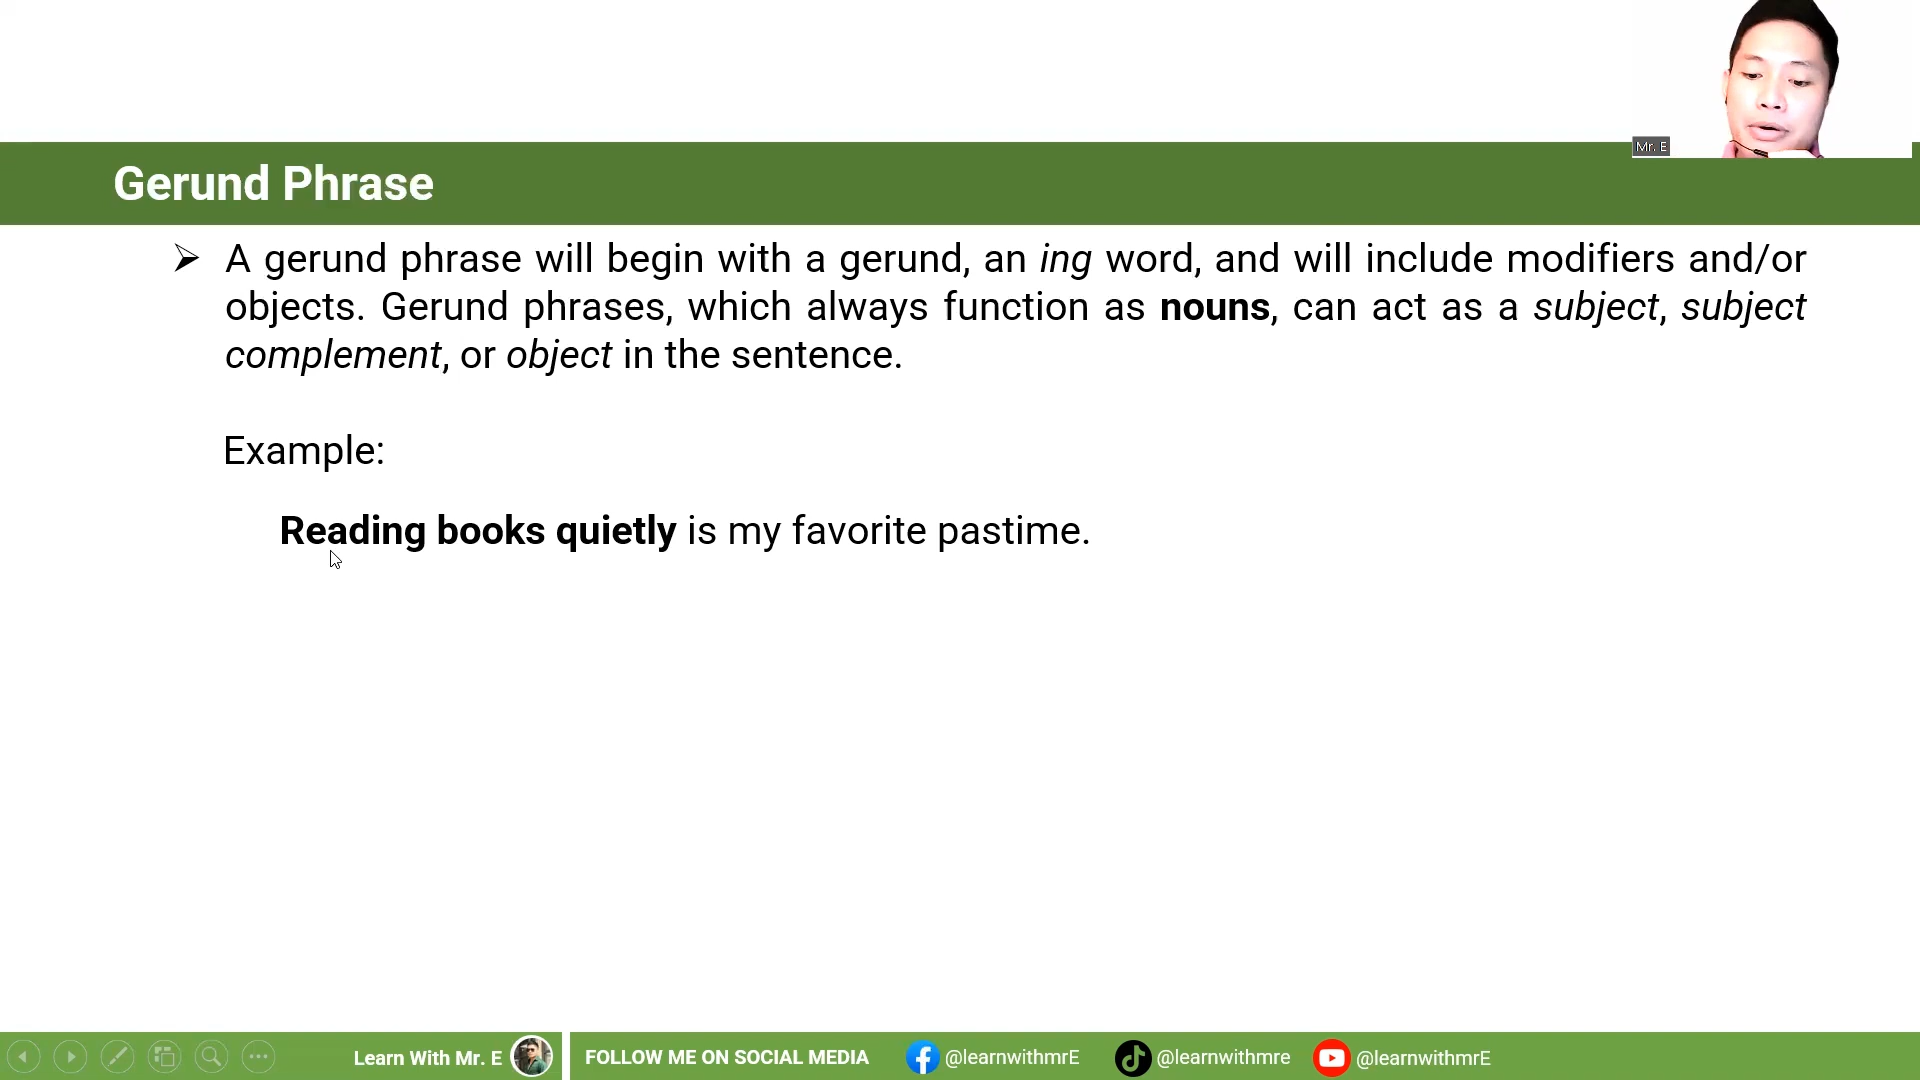 Mr. E
Gerund Phrase
➢ A gerund phrase will begin with a gerund, an ing word, and will include modifiers and/or
objects. Gerund phrases, which always function as nouns, can act as a subject, subject
complement, or object in the sentence.
Example:
Reading books quietly is my favorite pastime.
Learn With Mr. E
FOLLOW ME ON SOCIAL MEDIA @learnwithmrE @learnwithmre @learnwithmrE